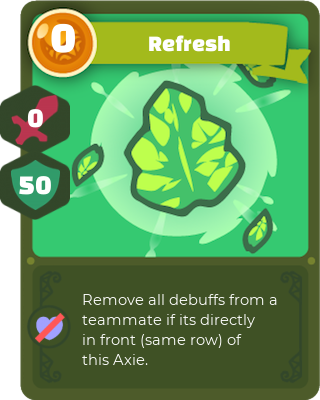 0
Refresh
0
50
Remove all debuffs from a
teammate if its directly
in front (same row) of
this Axie.